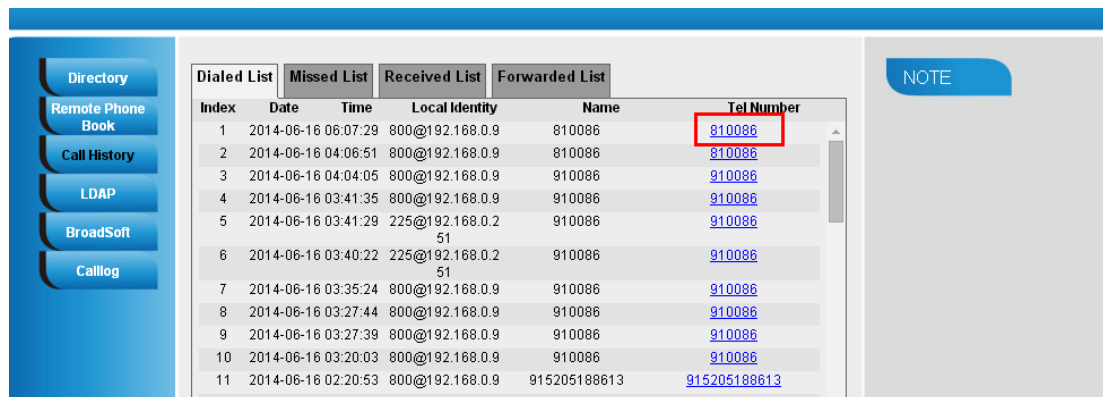 Directory
Remote Phone
Book
Call History
LDAP
BroadSoft
Calllog
Dialed List Missed List Received List Forwarded List
Index Date Time Local Identity Name Tel Number
1 2014-06-16 06:07:29 800@192.168.0.9 810086 810086
2 2014-06-16 04:06:51 800@192.168.0.9 810086 810086
3 2014-06-16 04:04:05 800@192.168.0.9 910086 910086
4 2014-06-16 03:41:35 800@192.168.0.9 910086 910086
5 2014-06-16 03:41:29 225@192.168.0.2 910086 910086
51
6 2014-06-16 03:40:22 225@192.168.0.2 910086 910086
51
7 2014-06-16 03:35:24 800@192.168.0.9 910086 910086
8 2014-06-16 03:27:44 800@192.168.0.9 910086 910086
9 2014-06-16 03:27:39 800@192.168.0.9 910086 910086
10 2014-06-16 03:20:03 800@192.168.0.9 910086 910086
11 2014-06-16 02:20:53 800@192.168.0.9 915205188613 915205188613
NOTE